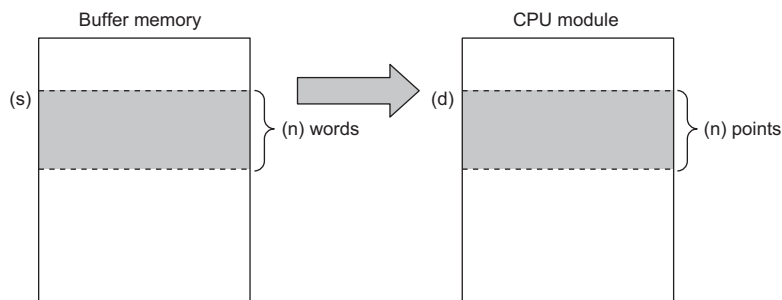 Buffer memory
CPU module
(s)
(d)
(n) words
(n) points